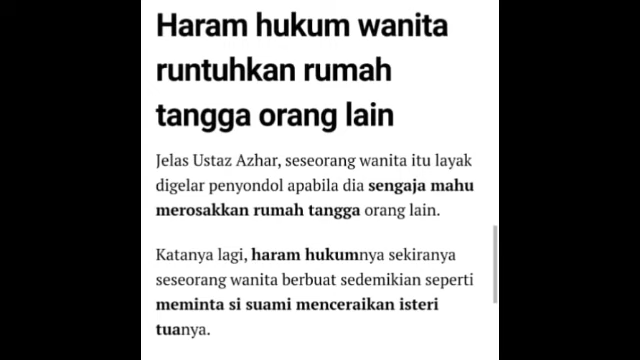 Haram hukum wanita
runtuhkan rumah
tangga orang lain
Jelas Ustaz Azhar, seseorang wanita itu layak
digelar penyondol apabila dia sengaja mahu
merosakkan rumah tangga orang lain.
Katanya lagi, haram hukumnya sekiranya
seseorang wanita berbuat sedemikian seperti
meminta si suami menceraikan isteri
tuanya.